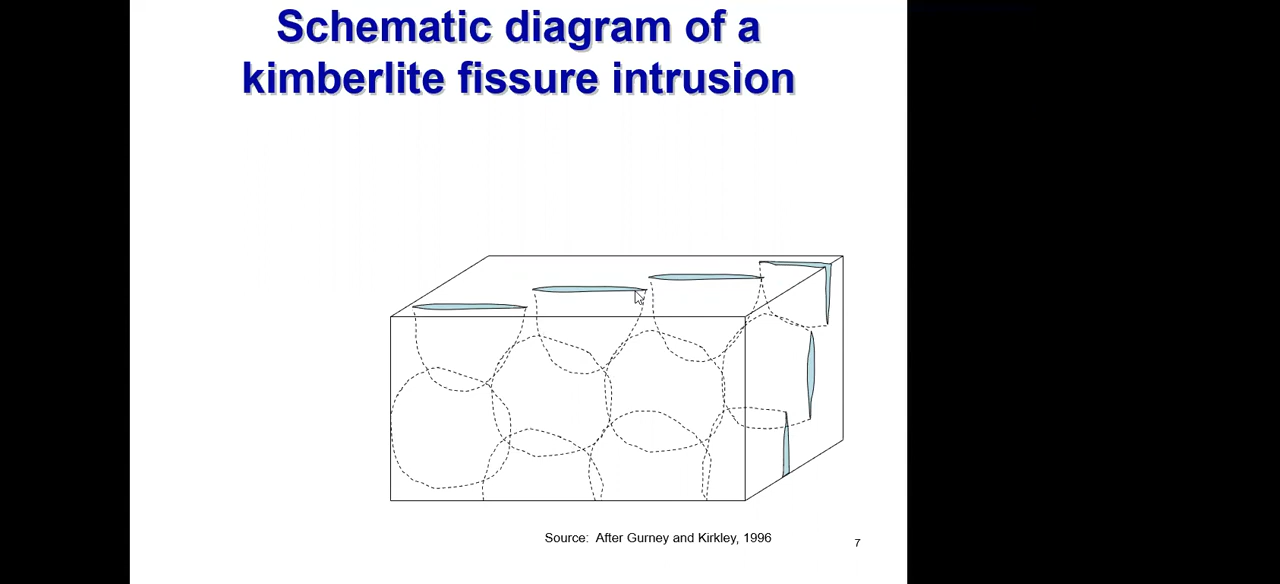 Schematic diagram of a
kimberlite fissure intrusion
Source: After Gurney and Kirkley, 1996
7